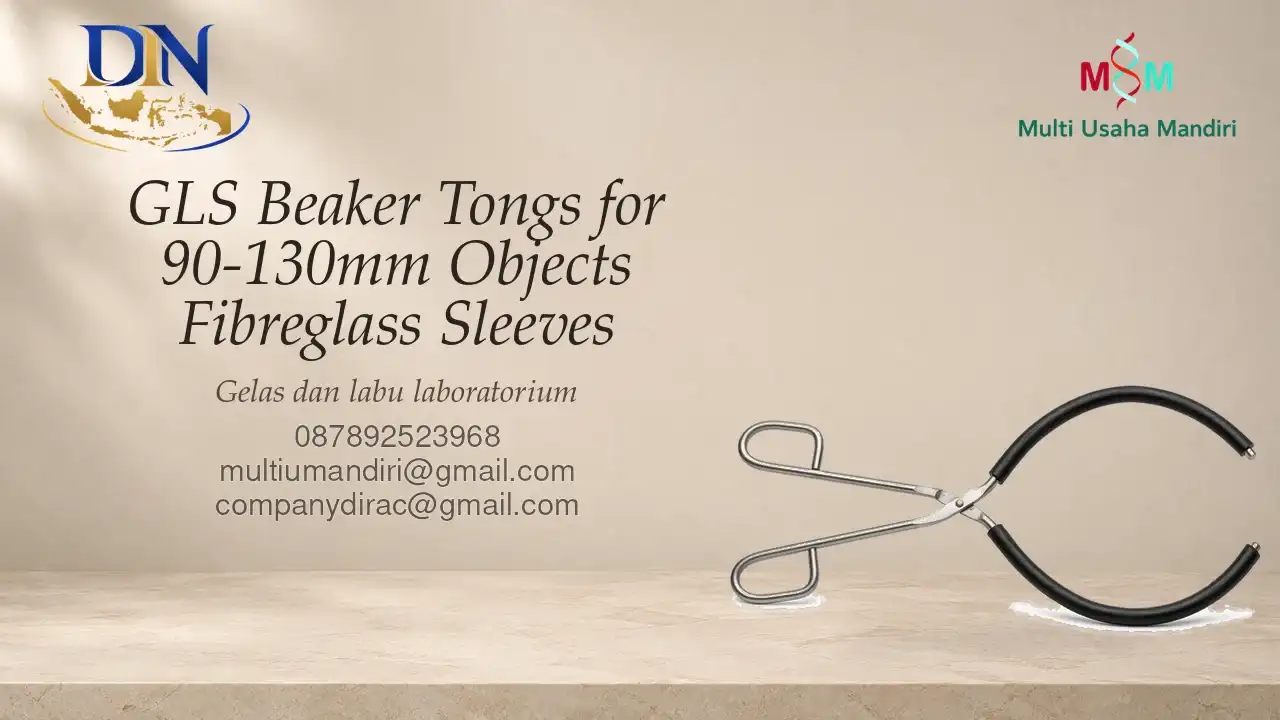 DIN
MSM
Multi Usaha Mandiri
GLS Beaker Tongs for
90-130mm Objects
Fibreglass Sleeves
Gelas dan labu laboratorium
087892523968
multiumandiri@gmail.com
companydirac@gmail.com